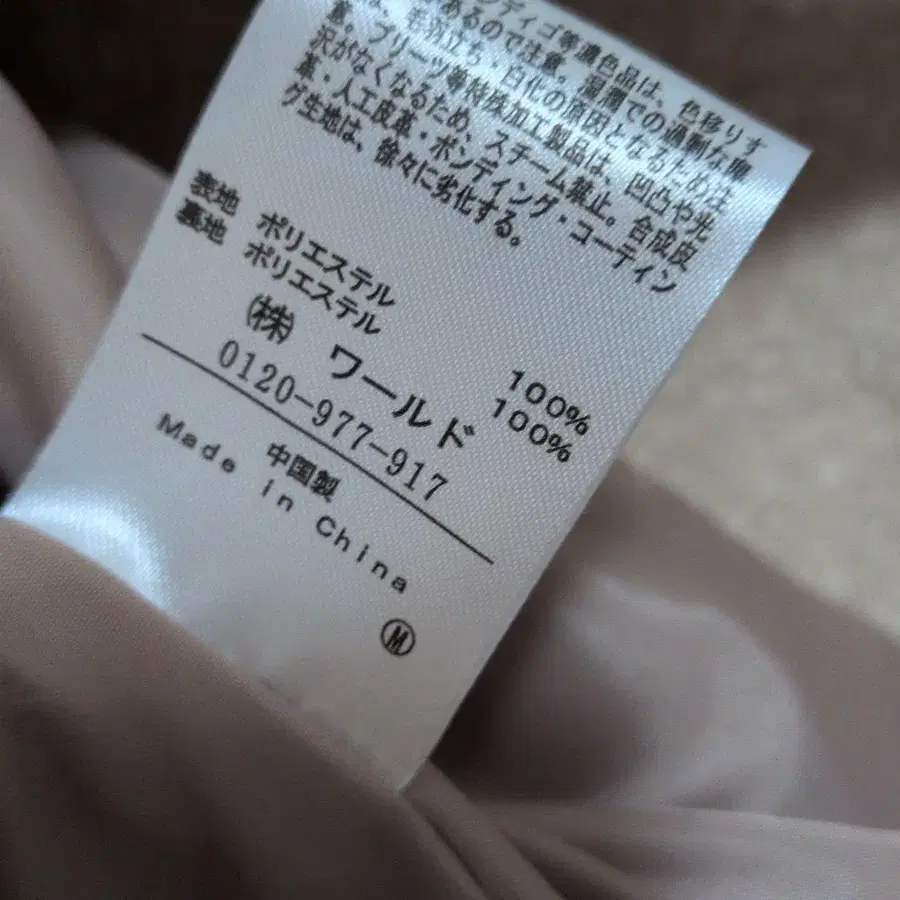 ンディゴ等濃色品は、色移りす
あるので注意。湿潤での過剰な摩
毛羽立ち・白化の原因となるため注
意。プリーツ等特殊加工製品は、凹凸や光
沢がなくなるため、スチーム禁止。合成皮
革・人工皮革・ボンディング・コーティン
グ生地は、徐々に劣化する。
表地 ポリエステル 100%
裏地 ポリエステル 100%
㈱ ワールド
0120-977-917
中国製
Made in China
Ⓜ